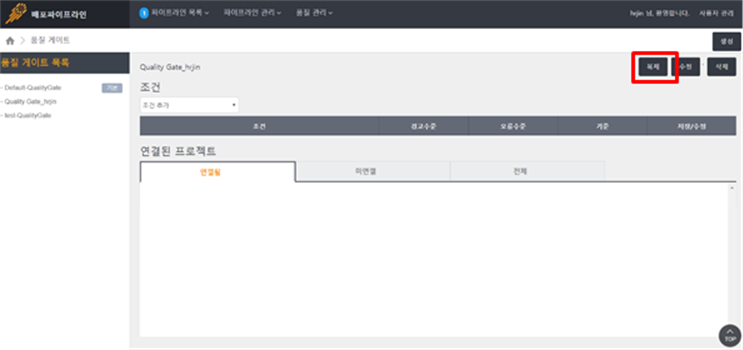 배포파이프라인
1 파이프라인 목록
파이프라인 관리
품질 관리
hrjin 님, 환영합니다.
사용자 관리
> 품질 게이트
생성
품질 게이트 목록
- Default-QualityGate
기본
- Quality Gate_hrjin
- test-QualityGate
Quality Gate_hrjin
복제
수정
삭제
조건
조건 추가
조건
경고수준
오류수준
기준
저장/수정
연결된 프로젝트
연결됨
미연결
전체
TOP